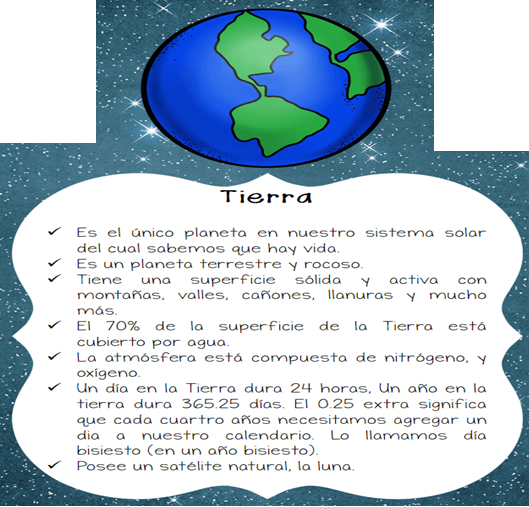 Tierra
✓ Es el único planeta en nuestro sistema solar
del cual sabemos que hay vida.
✓ Es un planeta terrestre y rocoso.
✓ Tiene una superficie sólida y activa con
montañas, valles, cañones, llanuras y mucho
más.
✓ El 70% de la superficie de la Tierra está
cubierto por agua.
✓ La atmósfera está compuesta de nitrógeno, y
oxígeno.
✓ Un día en la Tierra dura 24 horas, Un año en la
tierra dura 365.25 días. El 0.25 extra significa
que cada cuartro años necesitamos agregar un
dia a nuestro calendario. Lo llamamos día
bisiesto (en un año bisiesto).
✓ Posee un satélite natural, la luna.